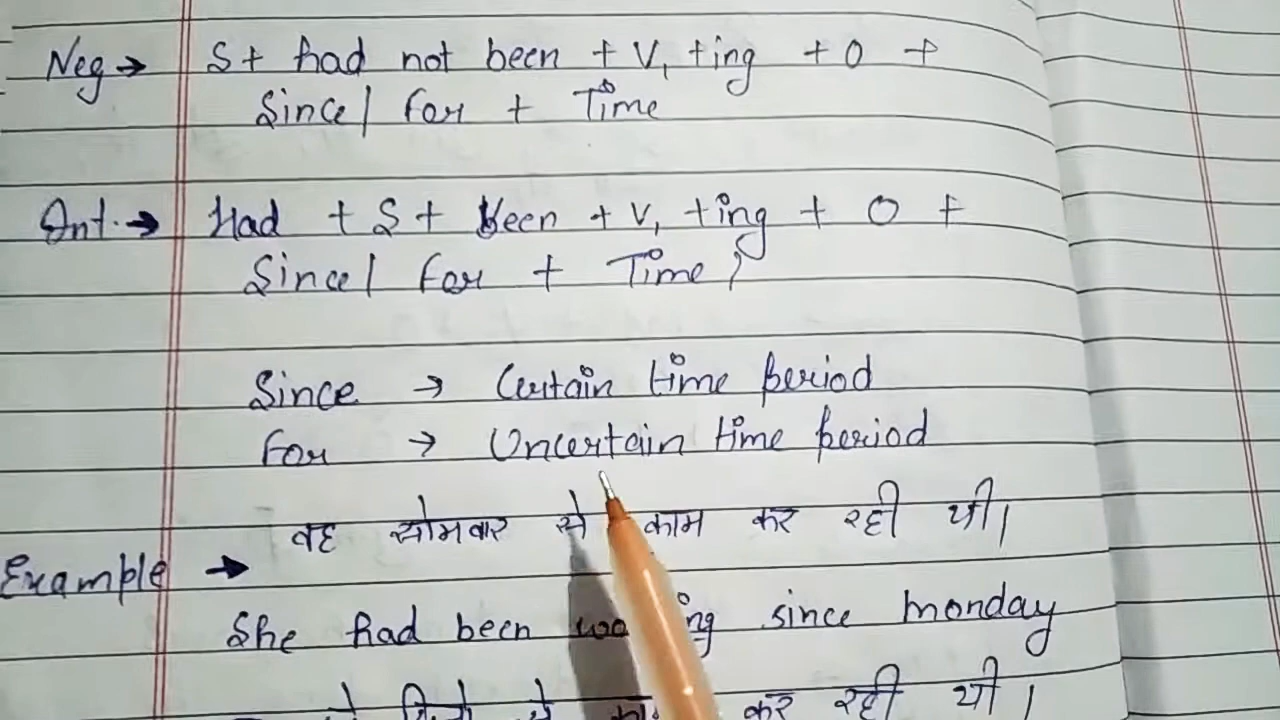 Neg → S + had not been + V1 + ing + O +
Since / for + Time
Int. → Had + S + been + V1 + ing + O +
Since / for + Time ?
Since → Certain time period
for → Uncertain time period
वह सोमवार से काम कर रही थी।
Example →
She had been since monday
से कर रही थी।